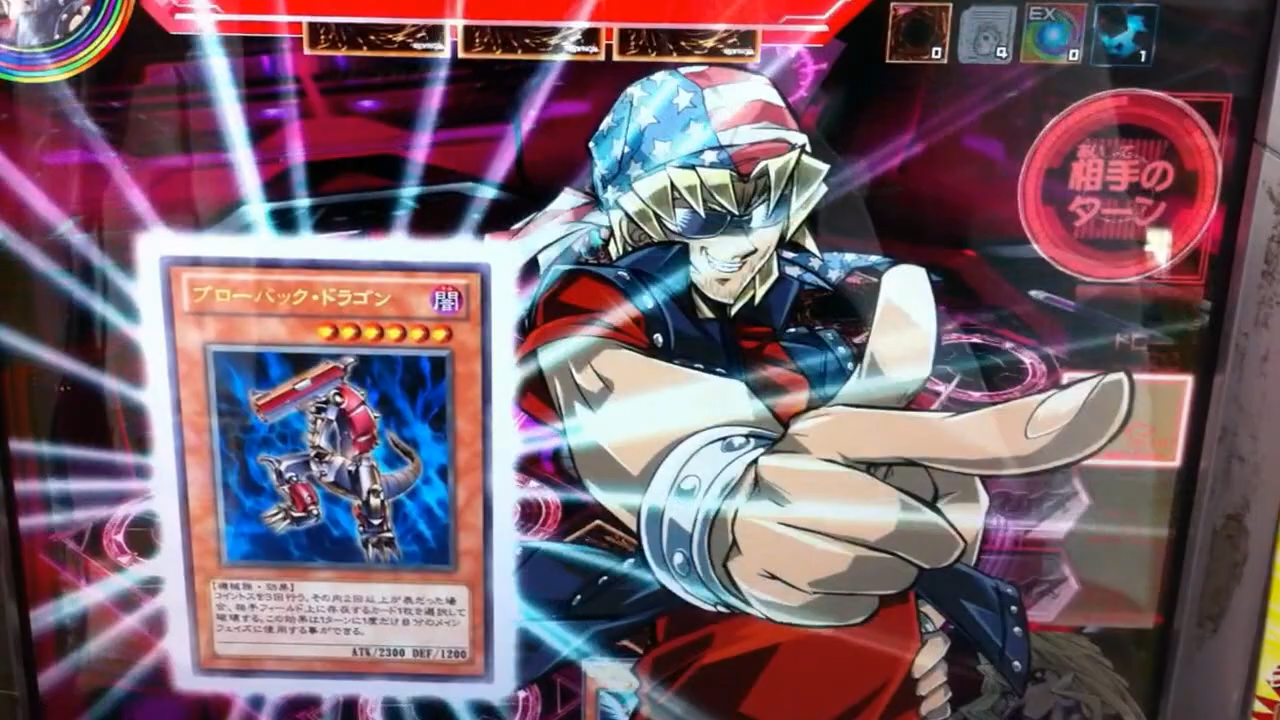 0
4
EX
0
1
相手の
ターン
ブローバック・ドラゴン
闇
【機械族・効果】
コイントスを3回行う。その内2回以上が表だった場
合、相手フィールド上に存在するカード1枚を選択して
破壊する。この効果は1ターンに1度だけ自分のメイン
フェイズに使用する事ができる。
ATK/2300 DEF/1200